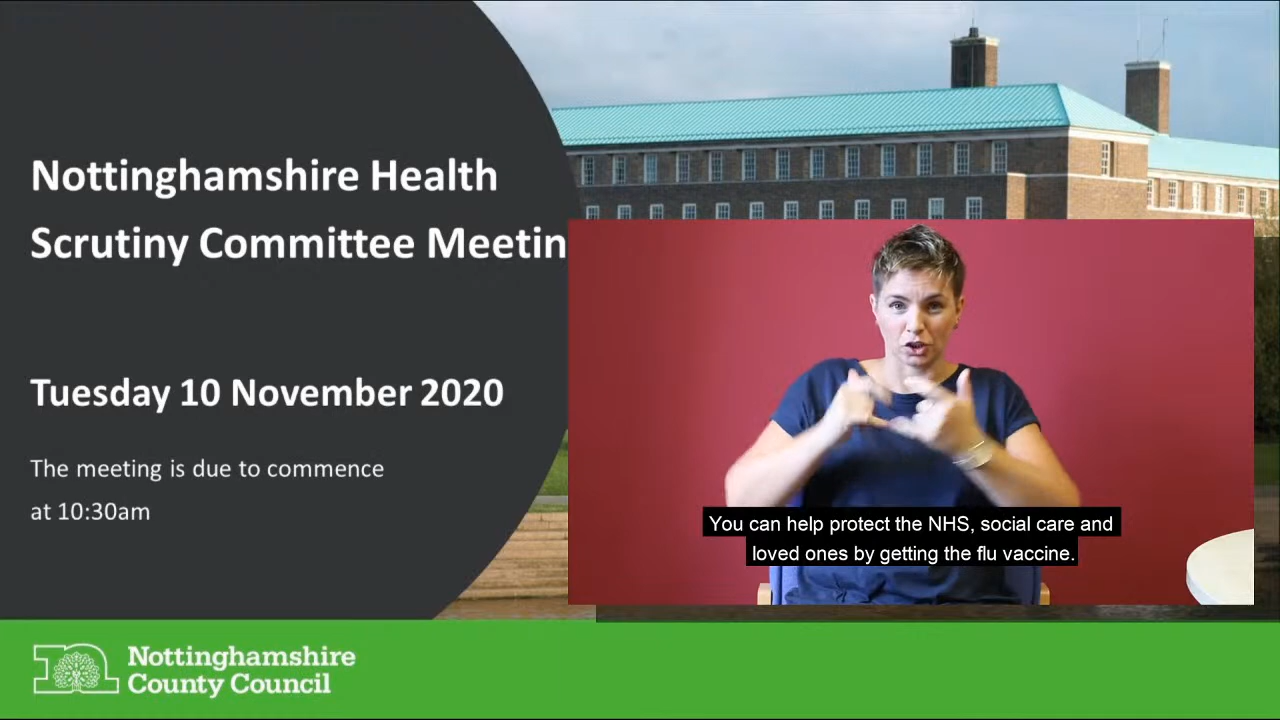 Nottinghamshire Health
Scrutiny Committee Meetin
Tuesday 10 November 2020
The meeting is due to commence
at 10:30am
You can help protect the NHS, social care and
loved ones by getting the flu vaccine.
Nottinghamshire
County Council